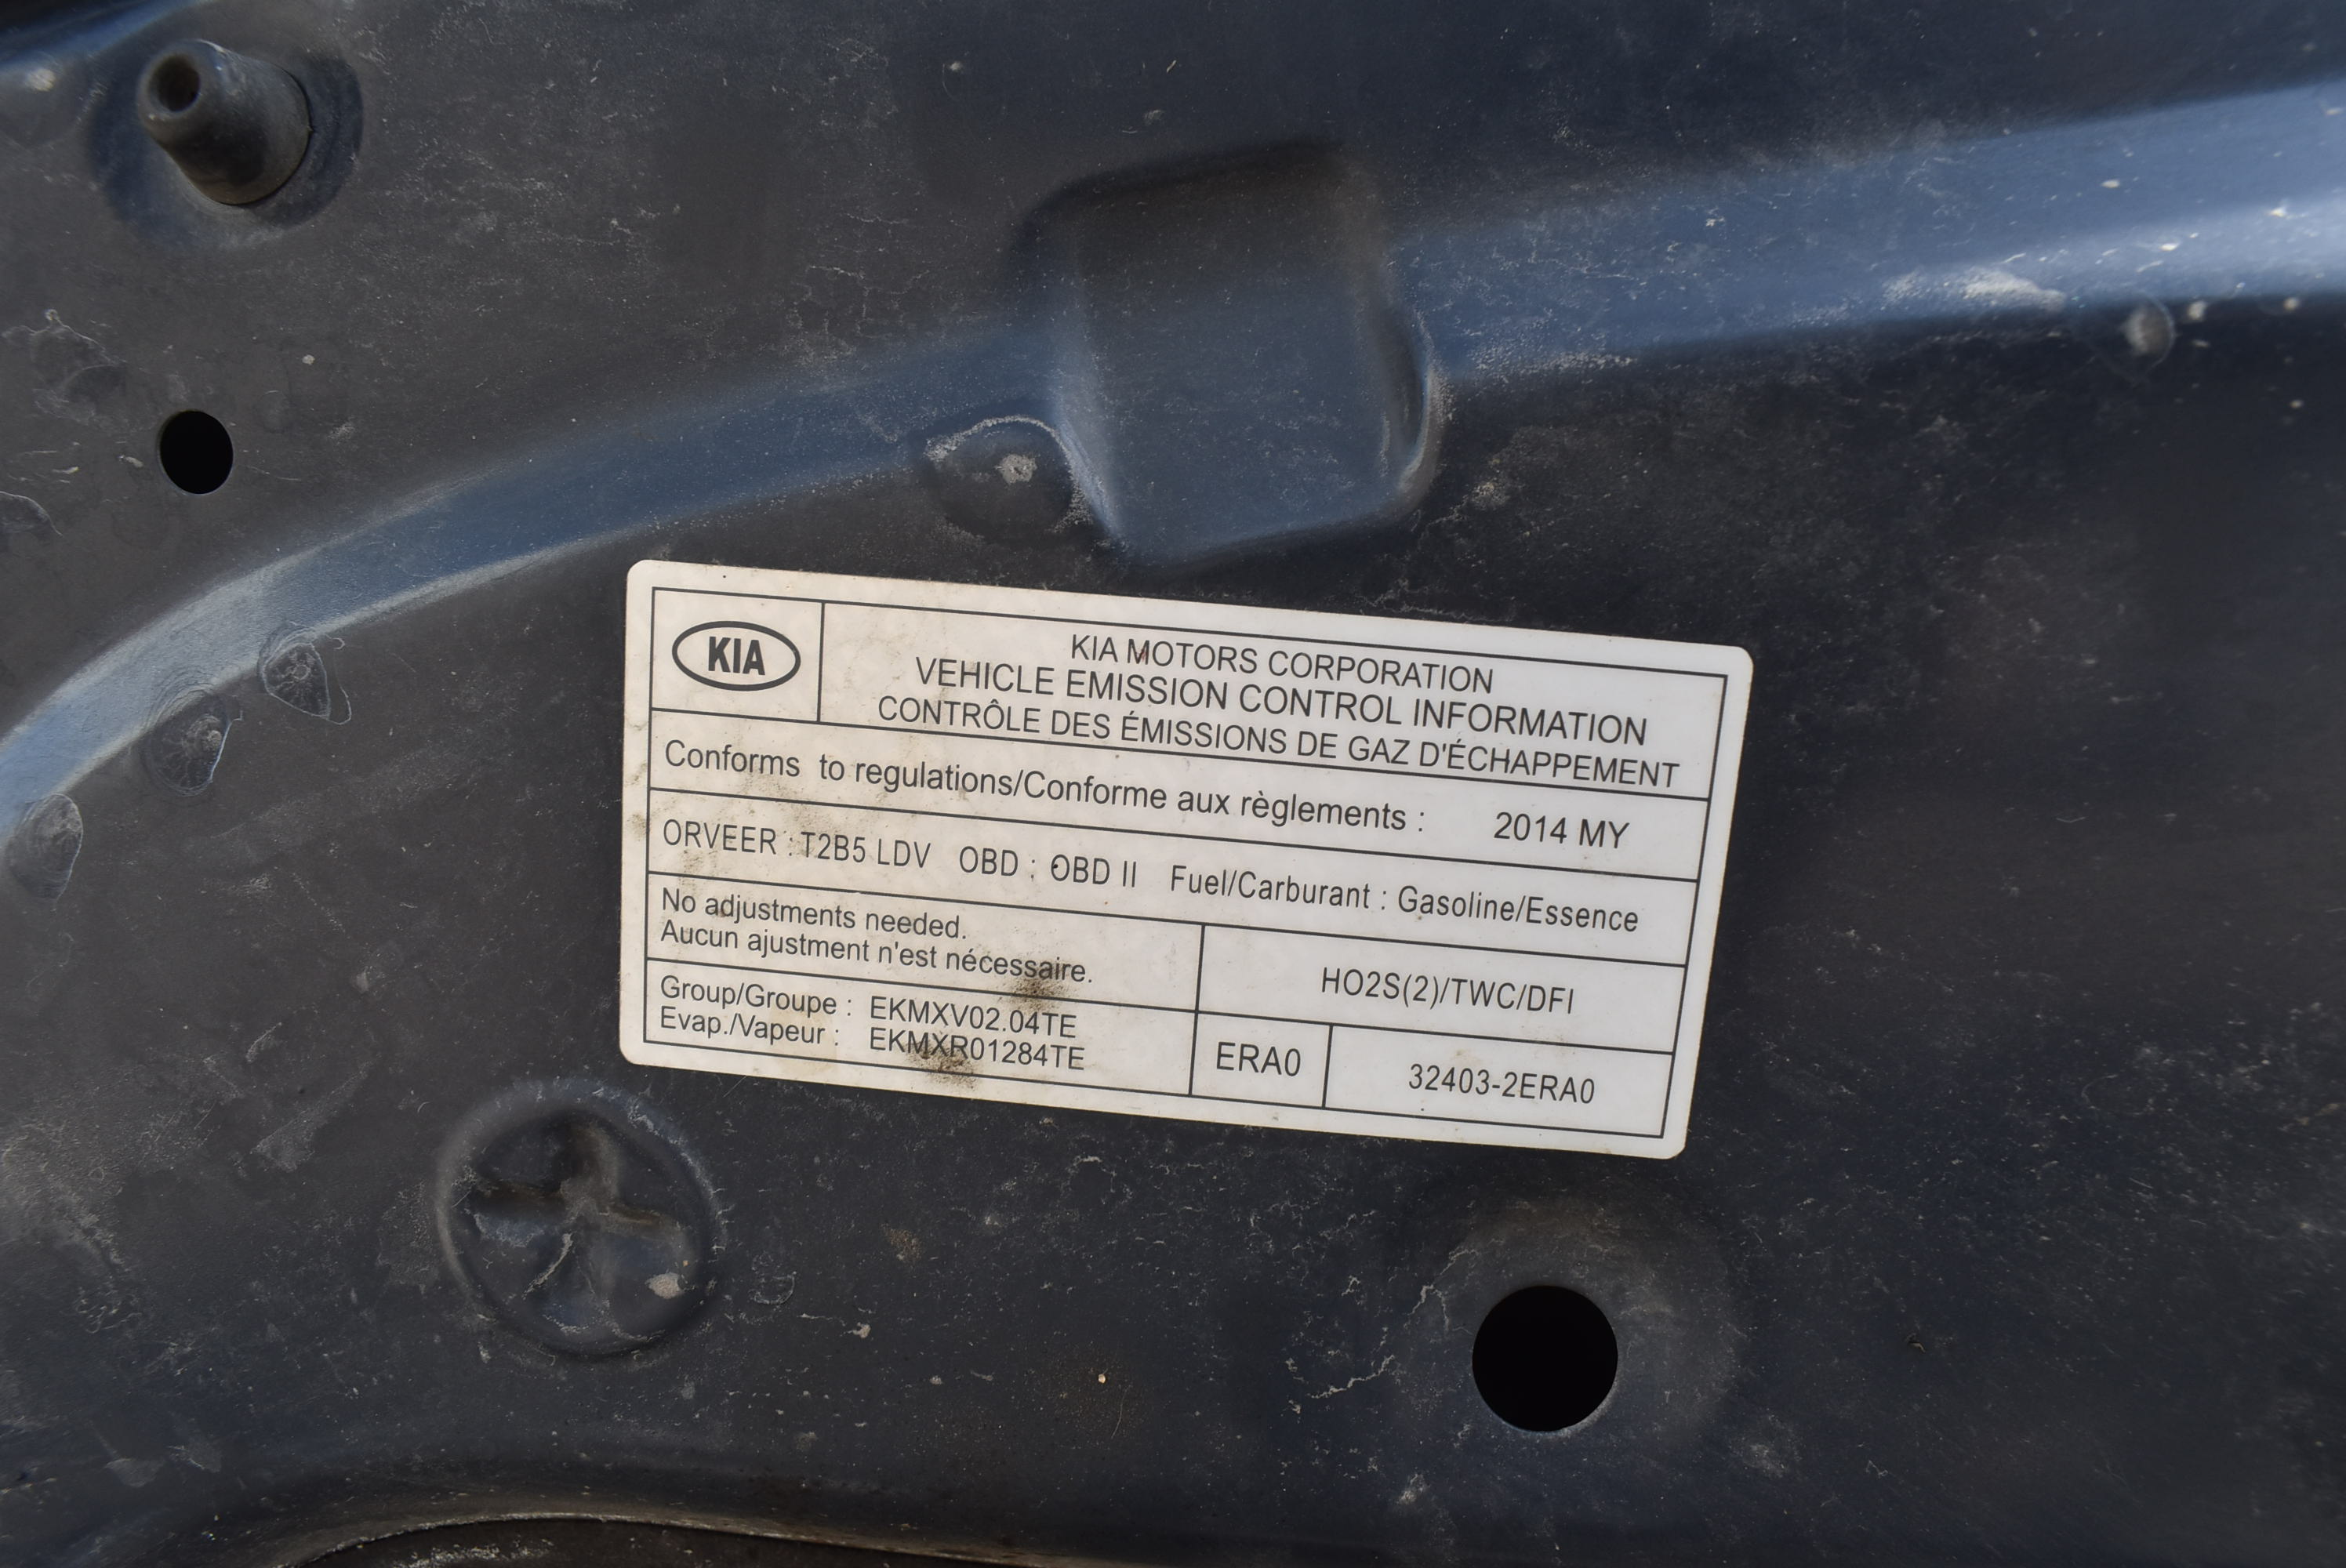 KIA
KIA MOTORS CORPORATION
VEHICLE EMISSION CONTROL INFORMATION
CONTRÔLE DES ÉMISSIONS DE GAZ D'ÉCHAPPEMENT
Conforms to regulations/Conforme aux règlements : 2014 MY
ORVEER : T2B5 LDV OBD : OBD II Fuel/Carburant : Gasoline/Essence
No adjustments needed.
Aucun ajustment n'est nécessaire.
HO2S(2)/TWC/DFI
Group/Groupe : EKMXV02.04TE
Evap./Vapeur : EKMXR01284TE
ERA0
32403-2ERA0